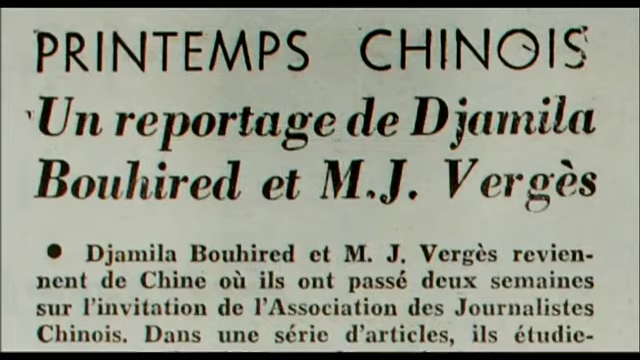 PRINTEMPS CHINOIS
Un reportage de Djamila
Bouhired et M.J. Vergès
● Djamila Bouhired et M. J. Vergès revien-
nent de Chine où ils ont passé deux semaines
sur l'invitation de l'Association des Journalistes
Chinois. Dans une série d'articles, ils étudie-